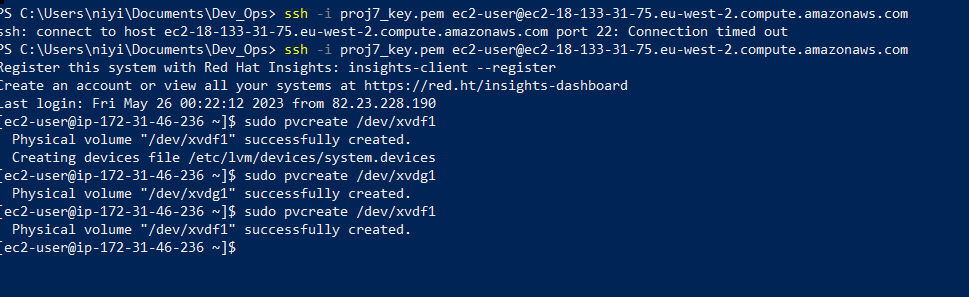 PS C:\Users\niyi\Documents\Dev_Ops> ssh -i proj7_key.pem ec2-user@ec2-18-133-31-75.eu-west-2.compute.amazonaws.com
ssh: connect to host ec2-18-133-31-75.eu-west-2.compute.amazonaws.com port 22: Connection timed out
PS C:\Users\niyi\Documents\Dev_Ops> ssh -i proj7_key.pem ec2-user@ec2-18-133-31-75.eu-west-2.compute.amazonaws.com
Register this system with Red Hat Insights: insights-client --register
Create an account or view all your systems at https://red.ht/insights-dashboard
Last login: Fri May 26 00:22:12 2023 from 82.23.228.190
[ec2-user@ip-172-31-46-236 ~]$ sudo pvcreate /dev/xvdf1
  Physical volume "/dev/xvdf1" successfully created.
  Creating devices file /etc/lvm/devices/system.devices
[ec2-user@ip-172-31-46-236 ~]$ sudo pvcreate /dev/xvdg1
  Physical volume "/dev/xvdg1" successfully created.
[ec2-user@ip-172-31-46-236 ~]$ sudo pvcreate /dev/xvdf1
  Physical volume "/dev/xvdf1" successfully created.
[ec2-user@ip-172-31-46-236 ~]$